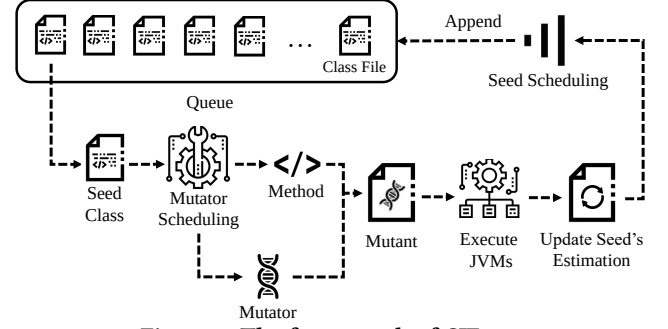 Append
Class File
Seed Scheduling
Queue
</>
Seed
Class
Mutator
Scheduling
Method
Mutant
Execute
JVMs
Update Seed's
Estimation
Mutator